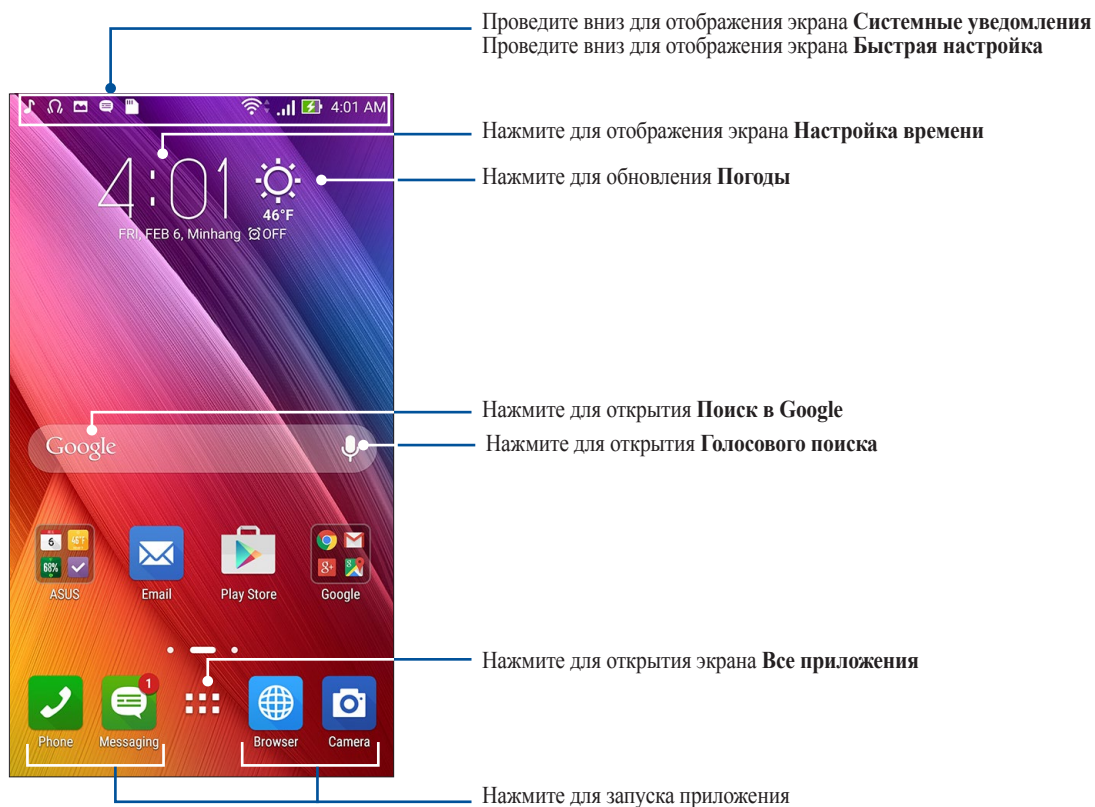 Проведите вниз для отображения экрана Системные уведомления
Проведите вниз для отображения экрана Быстрая настройка
4:01 AM
Нажмите для отображения экрана Настройка времени
Нажмите для обновления Погоды
4:01
46°F
FRI, FEB 6, Minhang OFF
Нажмите для открытия Поиск в Google
Google
Нажмите для открытия Голосового поиска
6 46°F
68%
8+
ASUS Email Play Store Google
Нажмите для открытия экрана Все приложения
1
Phone Messaging Browser Camera
Нажмите для запуска приложения